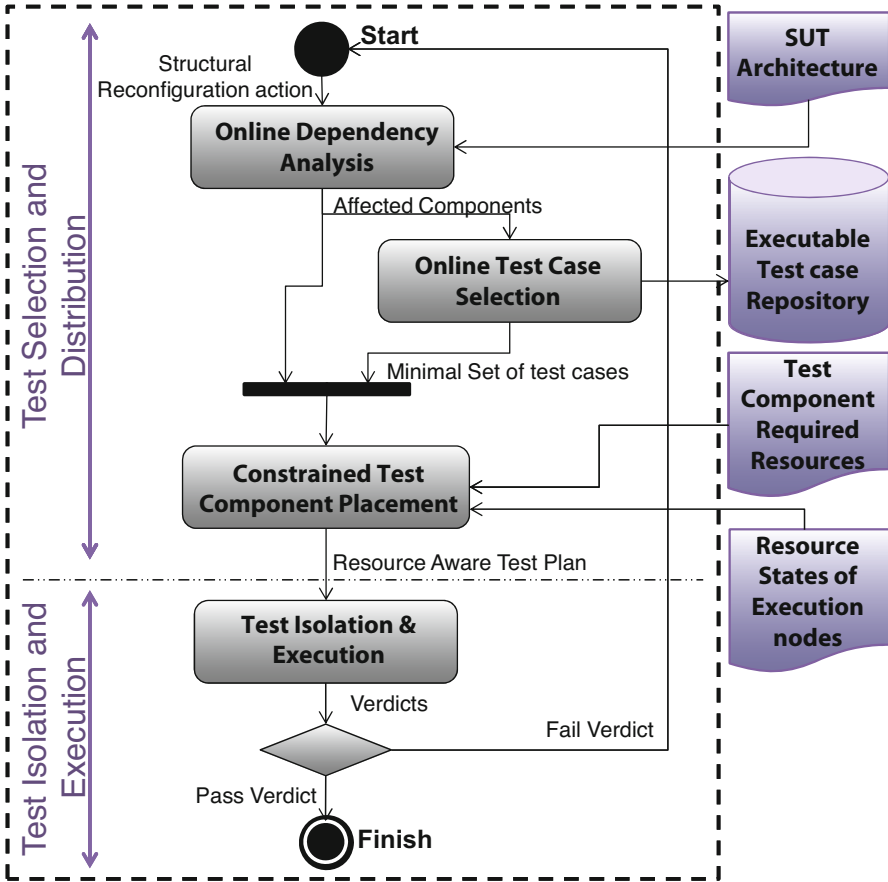 Start
SUT
Architecture
Structural
Reconfiguration action
Online Dependency
Analysis
Affected Components
Online Test Case
Selection
Executable
Test case
Repository
Minimal Set of test cases
Test
Component
Required
Resources
Constrained Test
Component Placement
Resource Aware Test Plan
Resource
States of
Execution
nodes
Test Isolation &
Execution
Verdicts
Fail Verdict
Pass Verdict
Finish
Test Selection and
Distribution
Test Isolation and
Execution